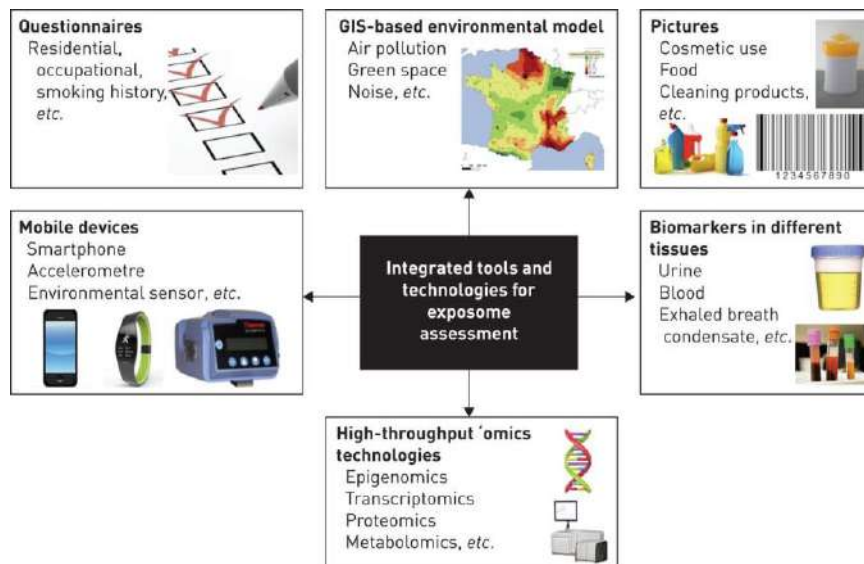 Questionnaires
Residential,
occupational,
smoking history,
etc.
GIS-based environmental model
Air pollution
Green space
Noise, etc.
Pictures
Cosmetic use
Food
Cleaning products,
etc.
1234567890
Mobile devices
Smartphone
Accelerometre
Environmental sensor, etc.
Integrated tools and
technologies for
exposome
assessment
Biomarkers in different
tissues
Urine
Blood
Exhaled breath
condensate, etc.
High-throughput 'omics
technologies
Epigenomics
Transcriptomics
Proteomics
Metabolomics, etc.